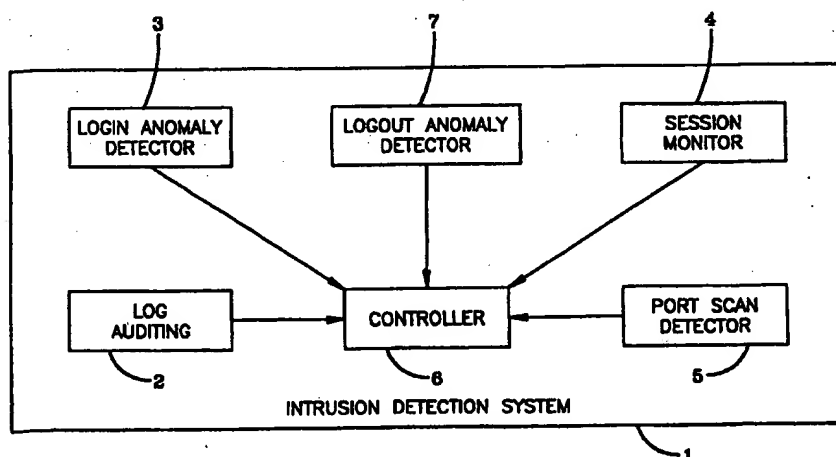 3
7
4
LOGIN ANOMALY
DETECTOR
LOGOUT ANOMALY
DETECTOR
SESSION
MONITOR
LOG
AUDITING
CONTROLLER
PORT SCAN
DETECTOR
2
6
5
INTRUSION DETECTION SYSTEM
1